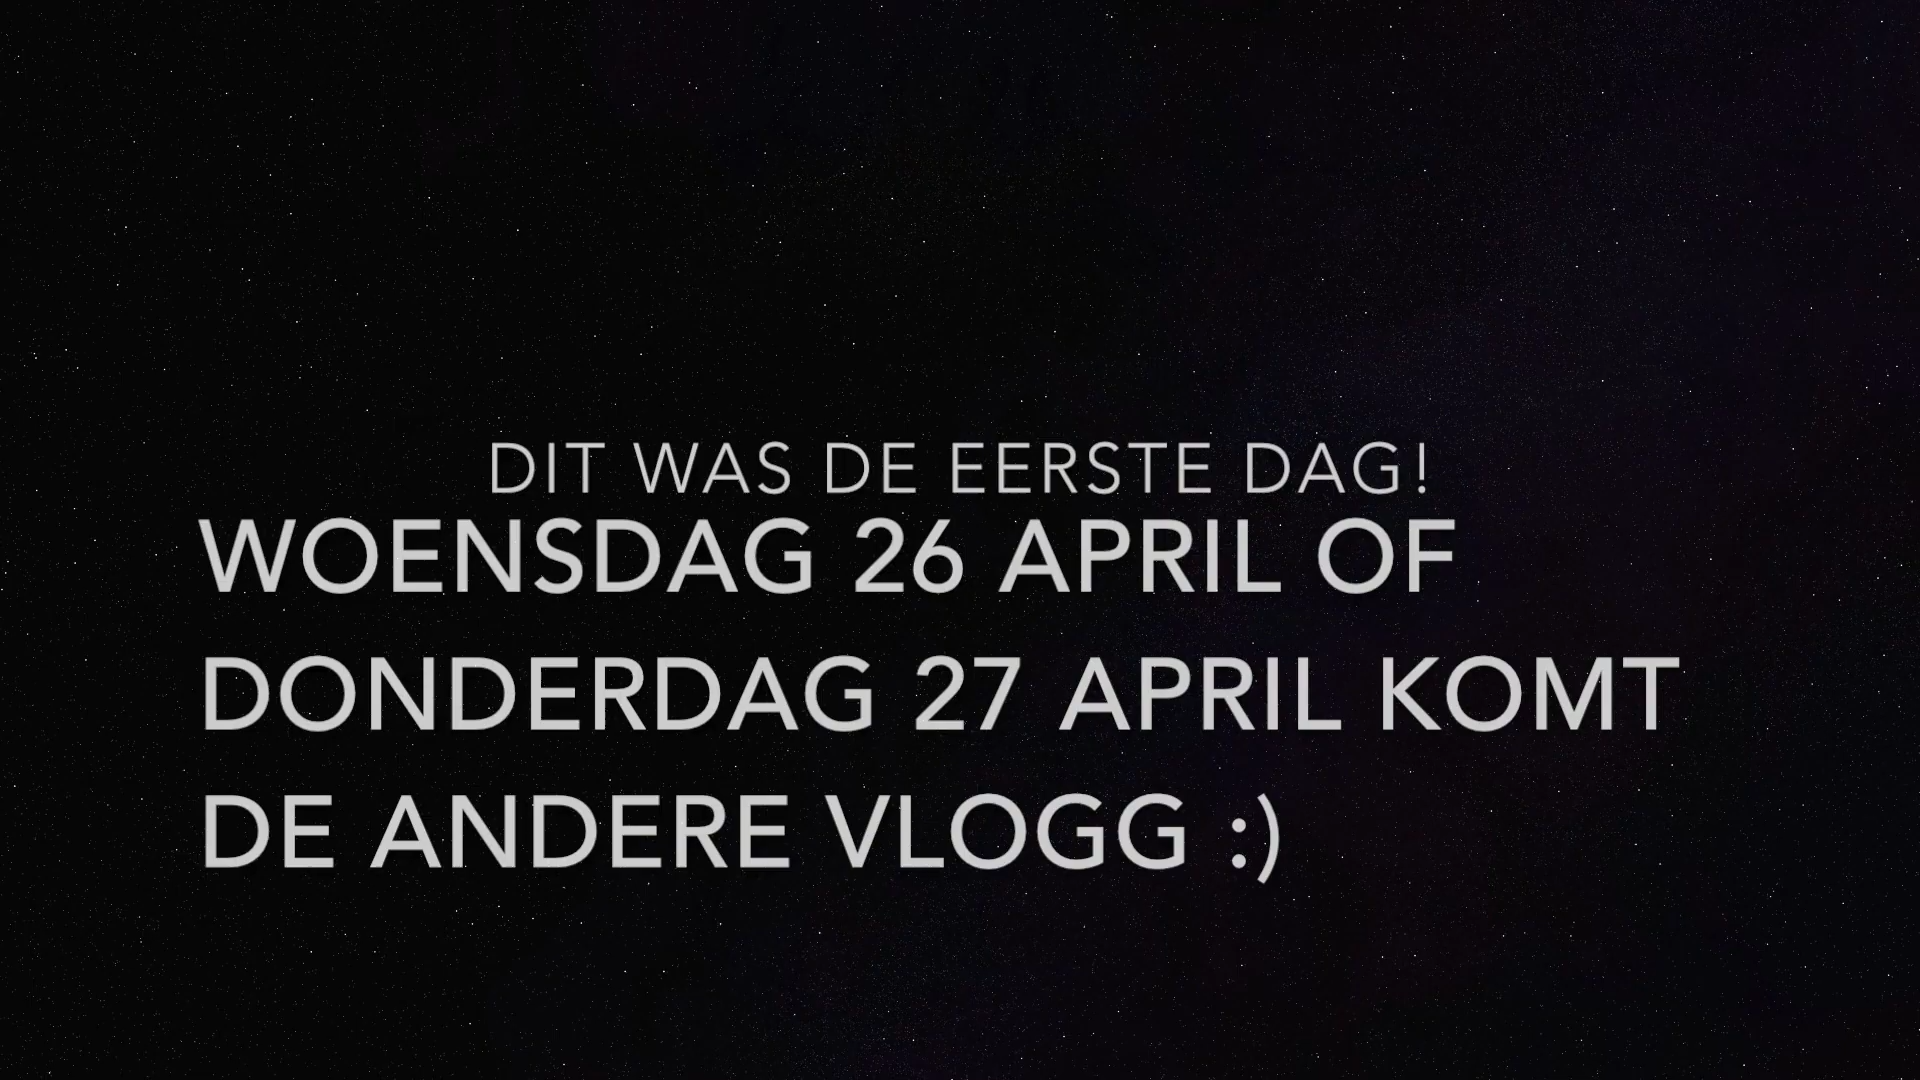 DIT WAS DE EERSTE DAG!
WOENSDAG 26 APRIL OF
DONDERDAG 27 APRIL KOMT
DE ANDERE VLOGG :)